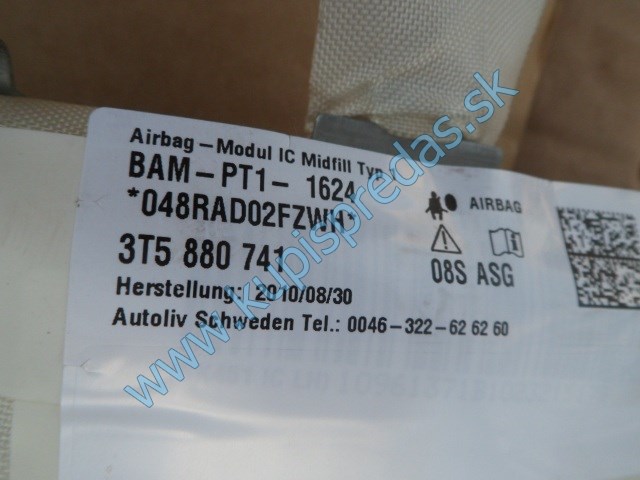 Airbag-Modul IC Midfill Typ 1
BAM-PT1- 1624
*048RAD02FZWH*
3T5 880 741
Herstellung: 2010/08/30
Autoliv Schweden Tel.: 0046-322-62 62 60
AIRBAG
08S ASG
www.kupispredas.sk